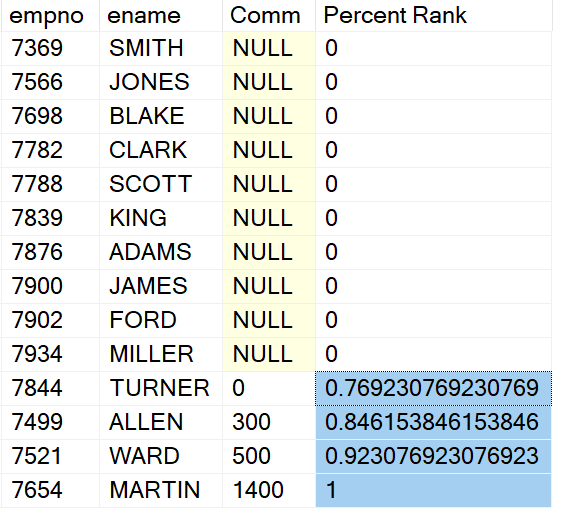 empno ename Comm Percent Rank
7369 SMITH NULL 0
7566 JONES NULL 0
7698 BLAKE NULL 0
7782 CLARK NULL 0
7788 SCOTT NULL 0
7839 KING NULL 0
7876 ADAMS NULL 0
7900 JAMES NULL 0
7902 FORD NULL 0
7934 MILLER NULL 0
7844 TURNER 0 0.769230769230769
7499 ALLEN 300 0.846153846153846
7521 WARD 500 0.923076923076923
7654 MARTIN 1400 1